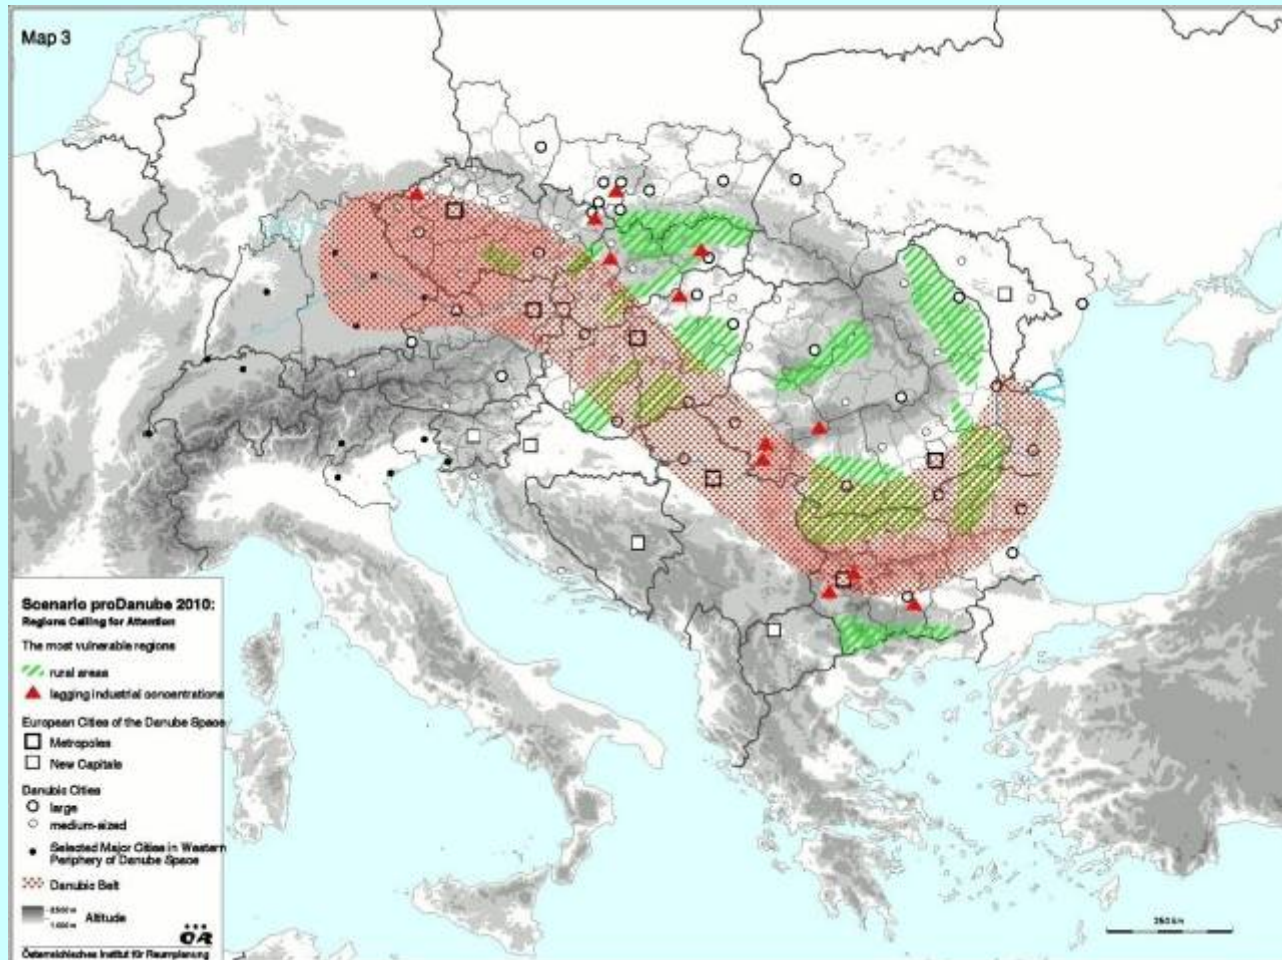 Map 3
Scenario proDanube 2010:
Regions Calling for Attention
The most vulnerable regions
rural areas
lagging industrial concentrations
European Cities of the Danube Space
Metropoles
New Capitals
Danubic Cities
large
medium-sized
Selected Major Cities in Western
Periphery of Danube Space
Danubic Belt
Altitude
ÖIR
Österreichisches Institut für Raumplanung
250 km